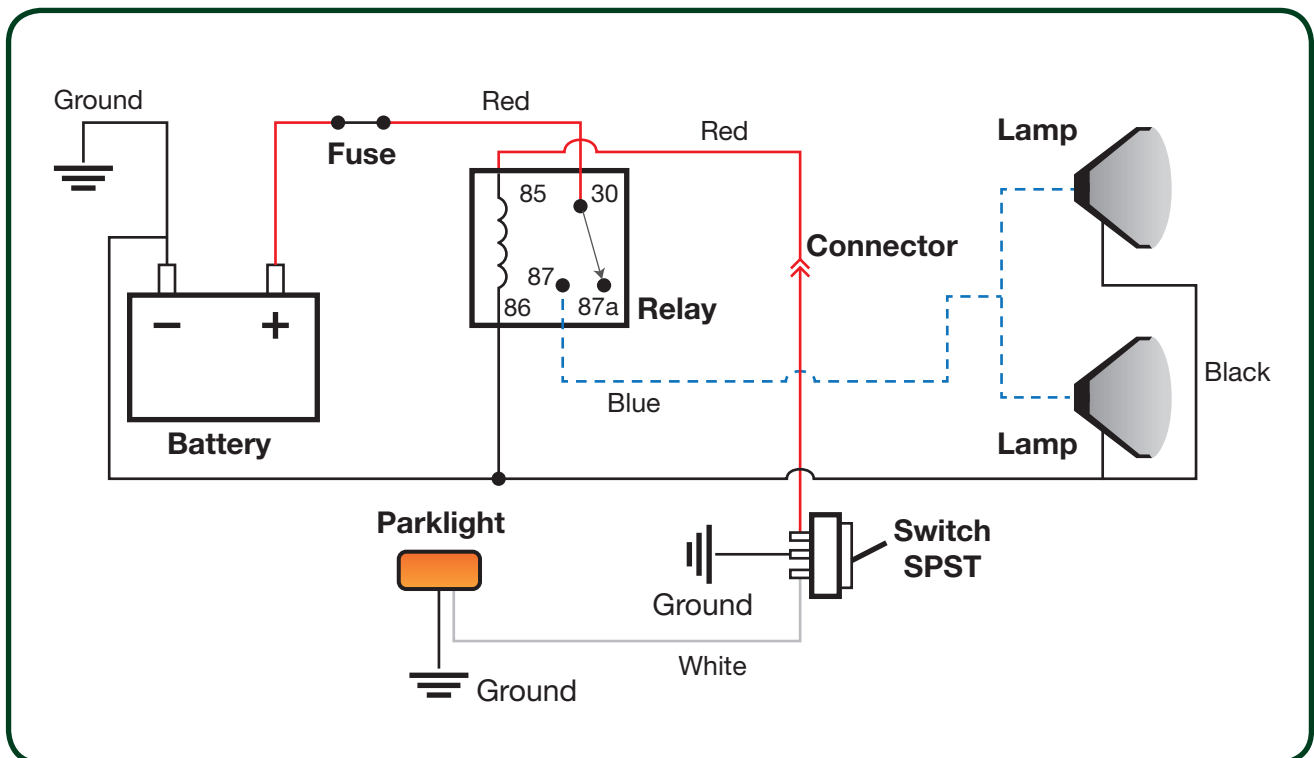 Ground
Red
Fuse
Red
Lamp
85
30
Connector
87
86
87a
Relay
−
+
Battery
Blue
Black
Lamp
Parklight
Switch
SPST
Ground
White
Ground